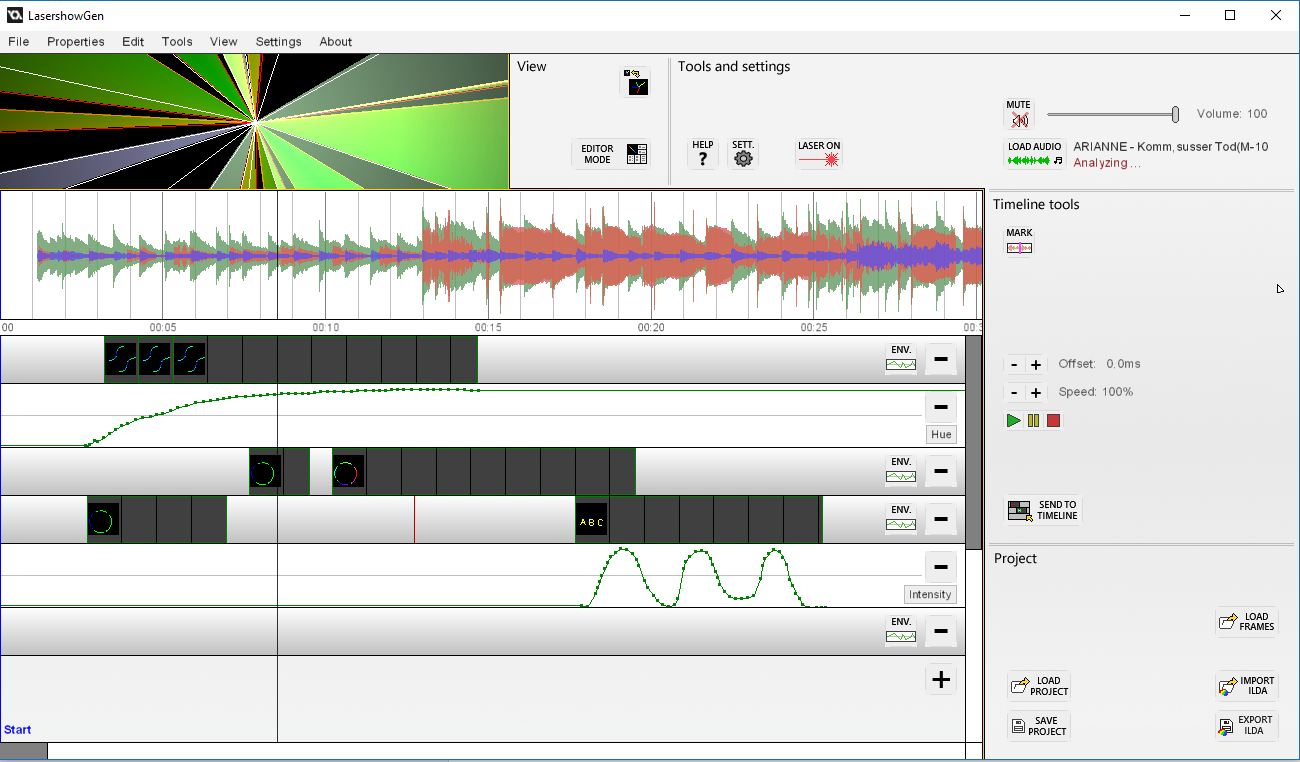 LasershowGen
File Properties Edit Tools View Settings About
View
Tools and settings
EDITOR
MODE
HELP
?
SETT.
LASER ON
MUTE
Volume: 100
LOAD AUDIO
ARIANNE - Komm, susser Tod(M-10
Analyzing ...
Timeline tools
MARK
00 00:05 00:10 00:15 00:20 00:25 00:3
ENV.
Hue
ENV.
A B C
ENV.
Intensity
ENV.
Start
- + Offset: 0.0ms
- + Speed: 100%
SEND TO
TIMELINE
Project
LOAD
FRAMES
LOAD
PROJECT
IMPORT
ILDA
SAVE
PROJECT
EXPORT
ILDA